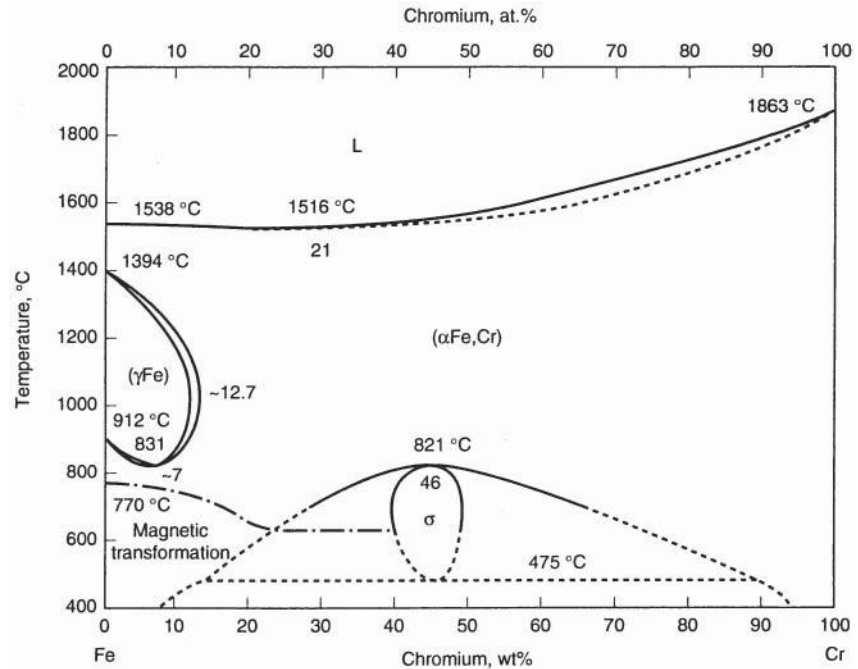 Chromium, at.%
0 10 20 30 40 50 60 70 80 90 100
2000
1863 °C
1800
L
1600
1538 °C 1516 °C
21
1400
1394 °C
1200
(αFe,Cr)
(γFe)
~12.7
1000
912 °C
831
821 °C
800
~7
46
770 °C
σ
Magnetic
transformation
600
475 °C
400
Temperature, °C
0 10 20 30 40 50 60 70 80 90 100
Fe Chromium, wt% Cr